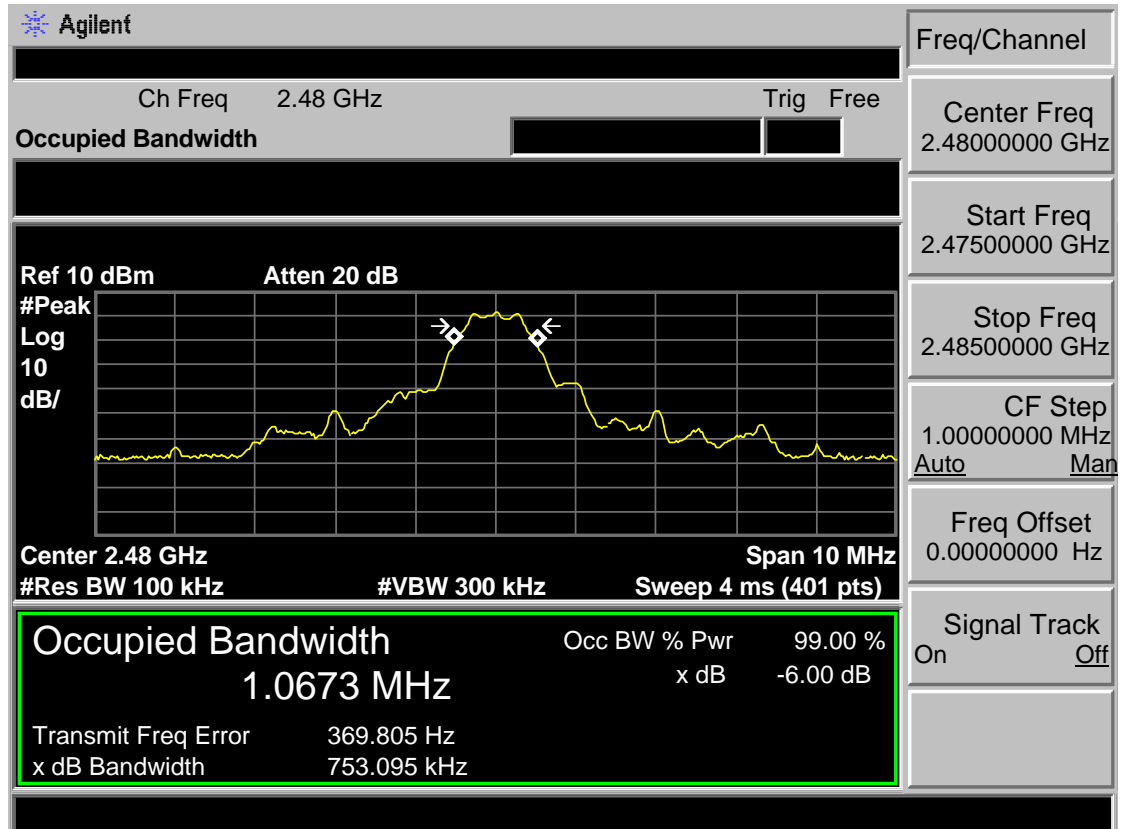 Agilent
Freq/Channel
Ch Freq 2.48 GHz Trig Free
Occupied Bandwidth
Center Freq
2.48000000 GHz
Start Freq
2.47500000 GHz
Stop Freq
2.48500000 GHz
CF Step
1.00000000 MHz
Auto Man
Freq Offset
0.00000000 Hz
Signal Track
On Off
Ref 10 dBm Atten 20 dB
#Peak
Log
10
dB/
Center 2.48 GHz Span 10 MHz
#Res BW 100 kHz #VBW 300 kHz Sweep 4 ms (401 pts)
Occupied Bandwidth
1.0673 MHz
Occ BW % Pwr 99.00 %
x dB -6.00 dB
Transmit Freq Error 369.805 Hz
x dB Bandwidth 753.095 kHz